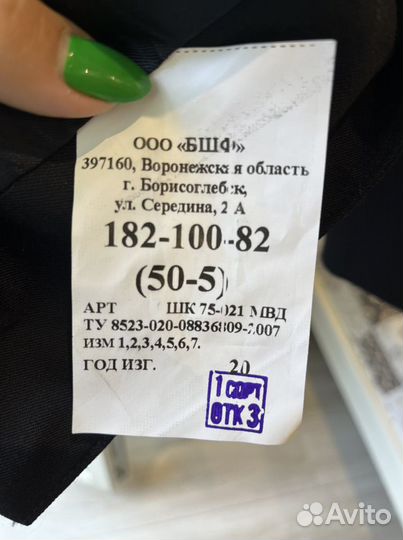 ООО «БШФ»
397160, Воронежская область
г. Борисоглебск,
ул. Середина, 2 А
182-100-82
(50-5)
АРТ ШК 75-021 МВД
ТУ 8523-020-08836809-2007
ИЗМ 1,2,3,4,5,6,7.
ГОД ИЗГ. 20
1 СОРТ
ОТК 3
Avito